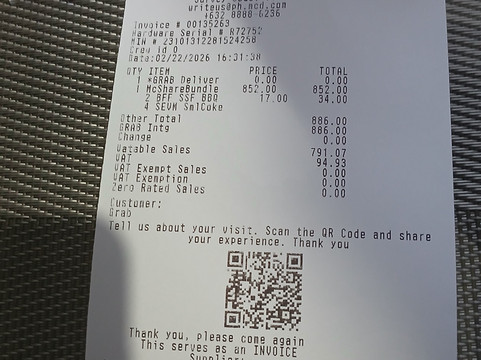 writeus@ph.mcd.com
+632 8888-6236
Invoice # 00135263
Hardware Serial # R72752
MIN # 23101312281524258
Crew Id 0
Date:02/22/2026 16:31:38
QTY ITEM PRICE TOTAL
1 *GRAB Deliver 0.00 0.00
1 McShareBundle 852.00 852.00
2 BFF SSF BBQ 17.00 34.00
4 SEVM SmlCoke
Other Total 886.00
GRAB Intg 886.00
Change 0.00
Vatable Sales 791.07
VAT 94.93
VAT Exempt Sales 0.00
VAT Exemption 0.00
Zero Rated Sales 0.00
Customer:
Grab
Tell us about your visit. Scan the QR Code and share
your experience. Thank you
Thank you, please come again
This serves as an INVOICE